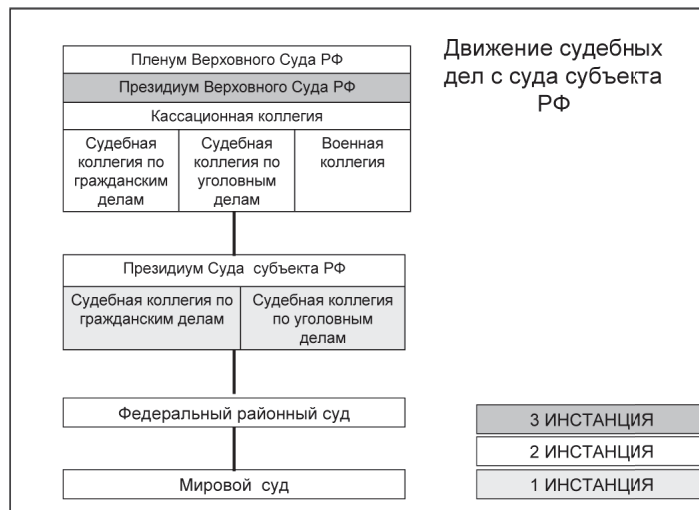 Движение судебных
дел с суда субъекта
РФ
Пленум Верховного Суда РФ
Президиум Верховного Суда РФ
Кассационная коллегия
Судебная
коллегия по
гражданским
делам
Судебная
коллегия по
уголовным
делам
Военная
коллегия
Президиум Суда субъекта РФ
Судебная коллегия по
гражданским делам
Судебная коллегия
по уголовным
делам
Федеральный районный суд
Мировой суд
3 ИНСТАНЦИЯ
2 ИНСТАНЦИЯ
1 ИНСТАНЦИЯ